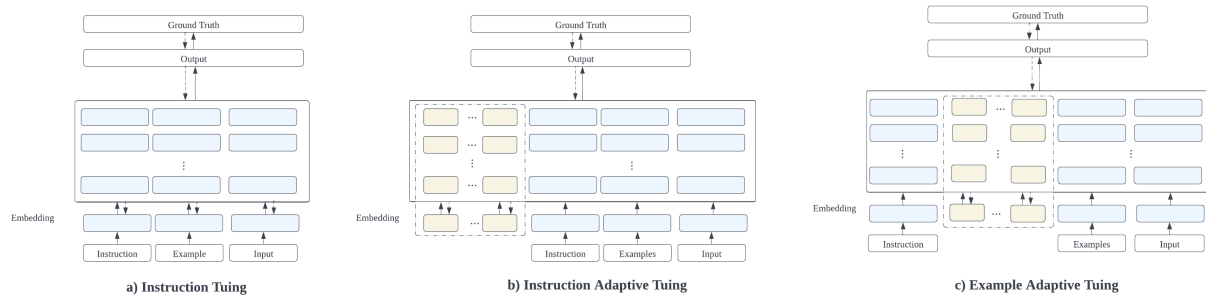 Ground Truth
Output
Embedding
Instruction
Example
Input
a) Instruction Tuing
Ground Truth
Output
...
...
...
...
Embedding
...
Instruction
Examples
Input
b) Instruction Adaptive Tuing
Ground Truth
Output
...
...
...
...
Embedding
...
Instruction
Examples
Input
c) Example Adaptive Tuing